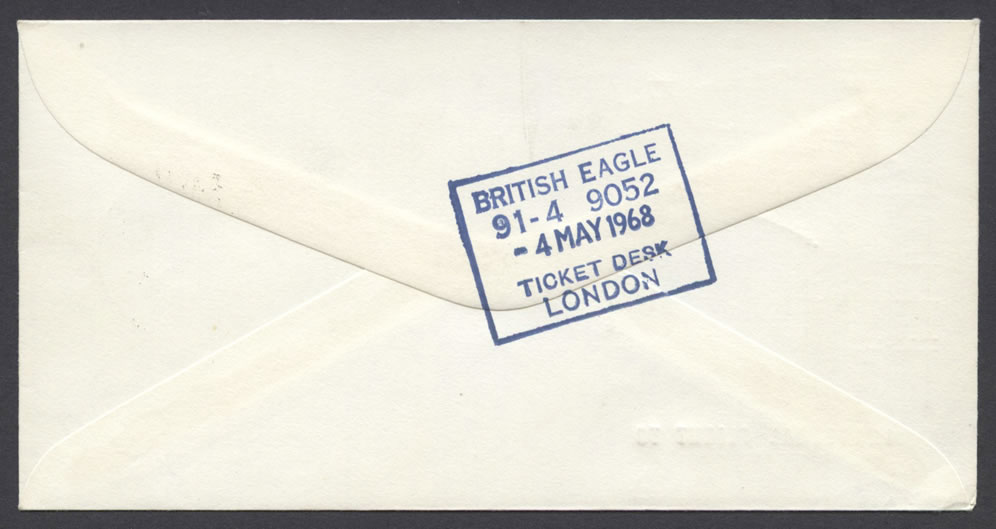 BRITISH EAGLE
91-4 9052
- 4 MAY 1968
TICKET DESK
LONDON